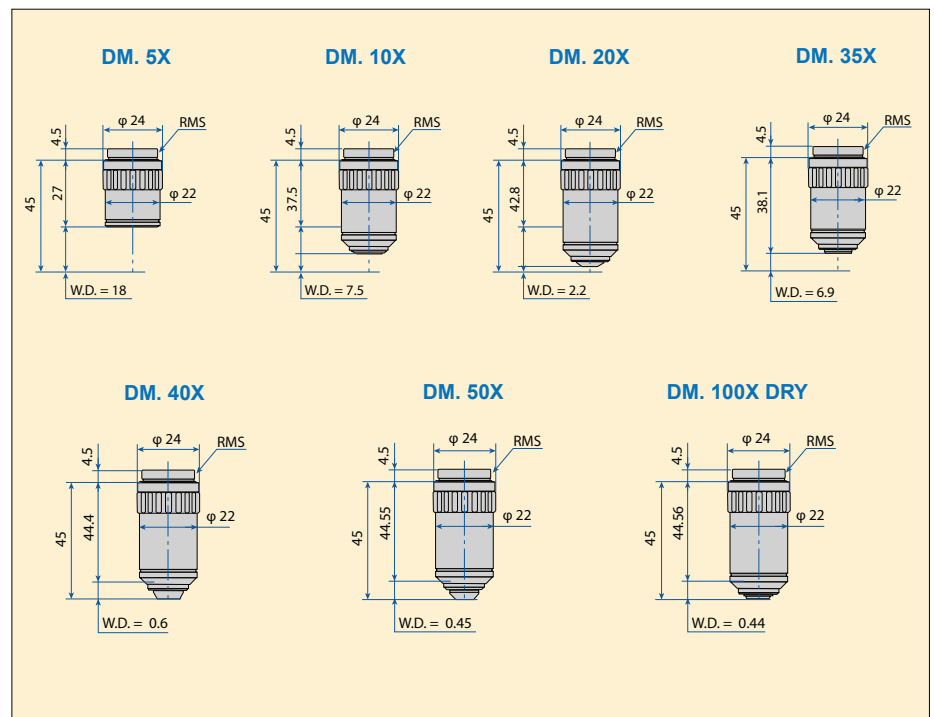 DM. 5X
DM. 10X
DM. 20X
DM. 35X
4.5
φ 24
RMS
45
27
φ 22
W.D. = 18
4.5
φ 24
RMS
45
37.5
φ 22
W.D. = 7.5
4.5
φ 24
RMS
45
42.8
φ 22
W.D. = 2.2
4.5
φ 24
RMS
45
38.1
φ 22
W.D. = 6.9
DM. 40X
DM. 50X
DM. 100X DRY
4.5
φ 24
RMS
45
44.4
φ 22
W.D. = 0.6
4.5
φ 24
RMS
45
44.55
φ 22
W.D. = 0.45
4.5
φ 24
RMS
45
44.56
φ 22
W.D. = 0.44